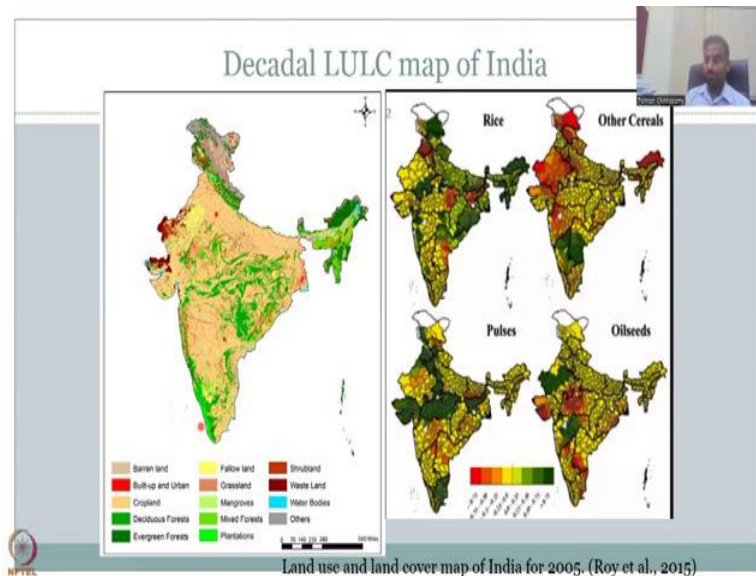 Decadal LULC map of India
Rice
Other Cereals
Pulses
Oilseeds
Barren land
Built-up and Urban
Cropland
Deciduous Forests
Evergreen Forests
Fallow land
Grassland
Mangroves
Mixed Forests
Plantations
Shrubland
Waste Land
Water Bodies
Others
Land use and land cover map of India for 2005. (Roy et al., 2015)
NPTEL